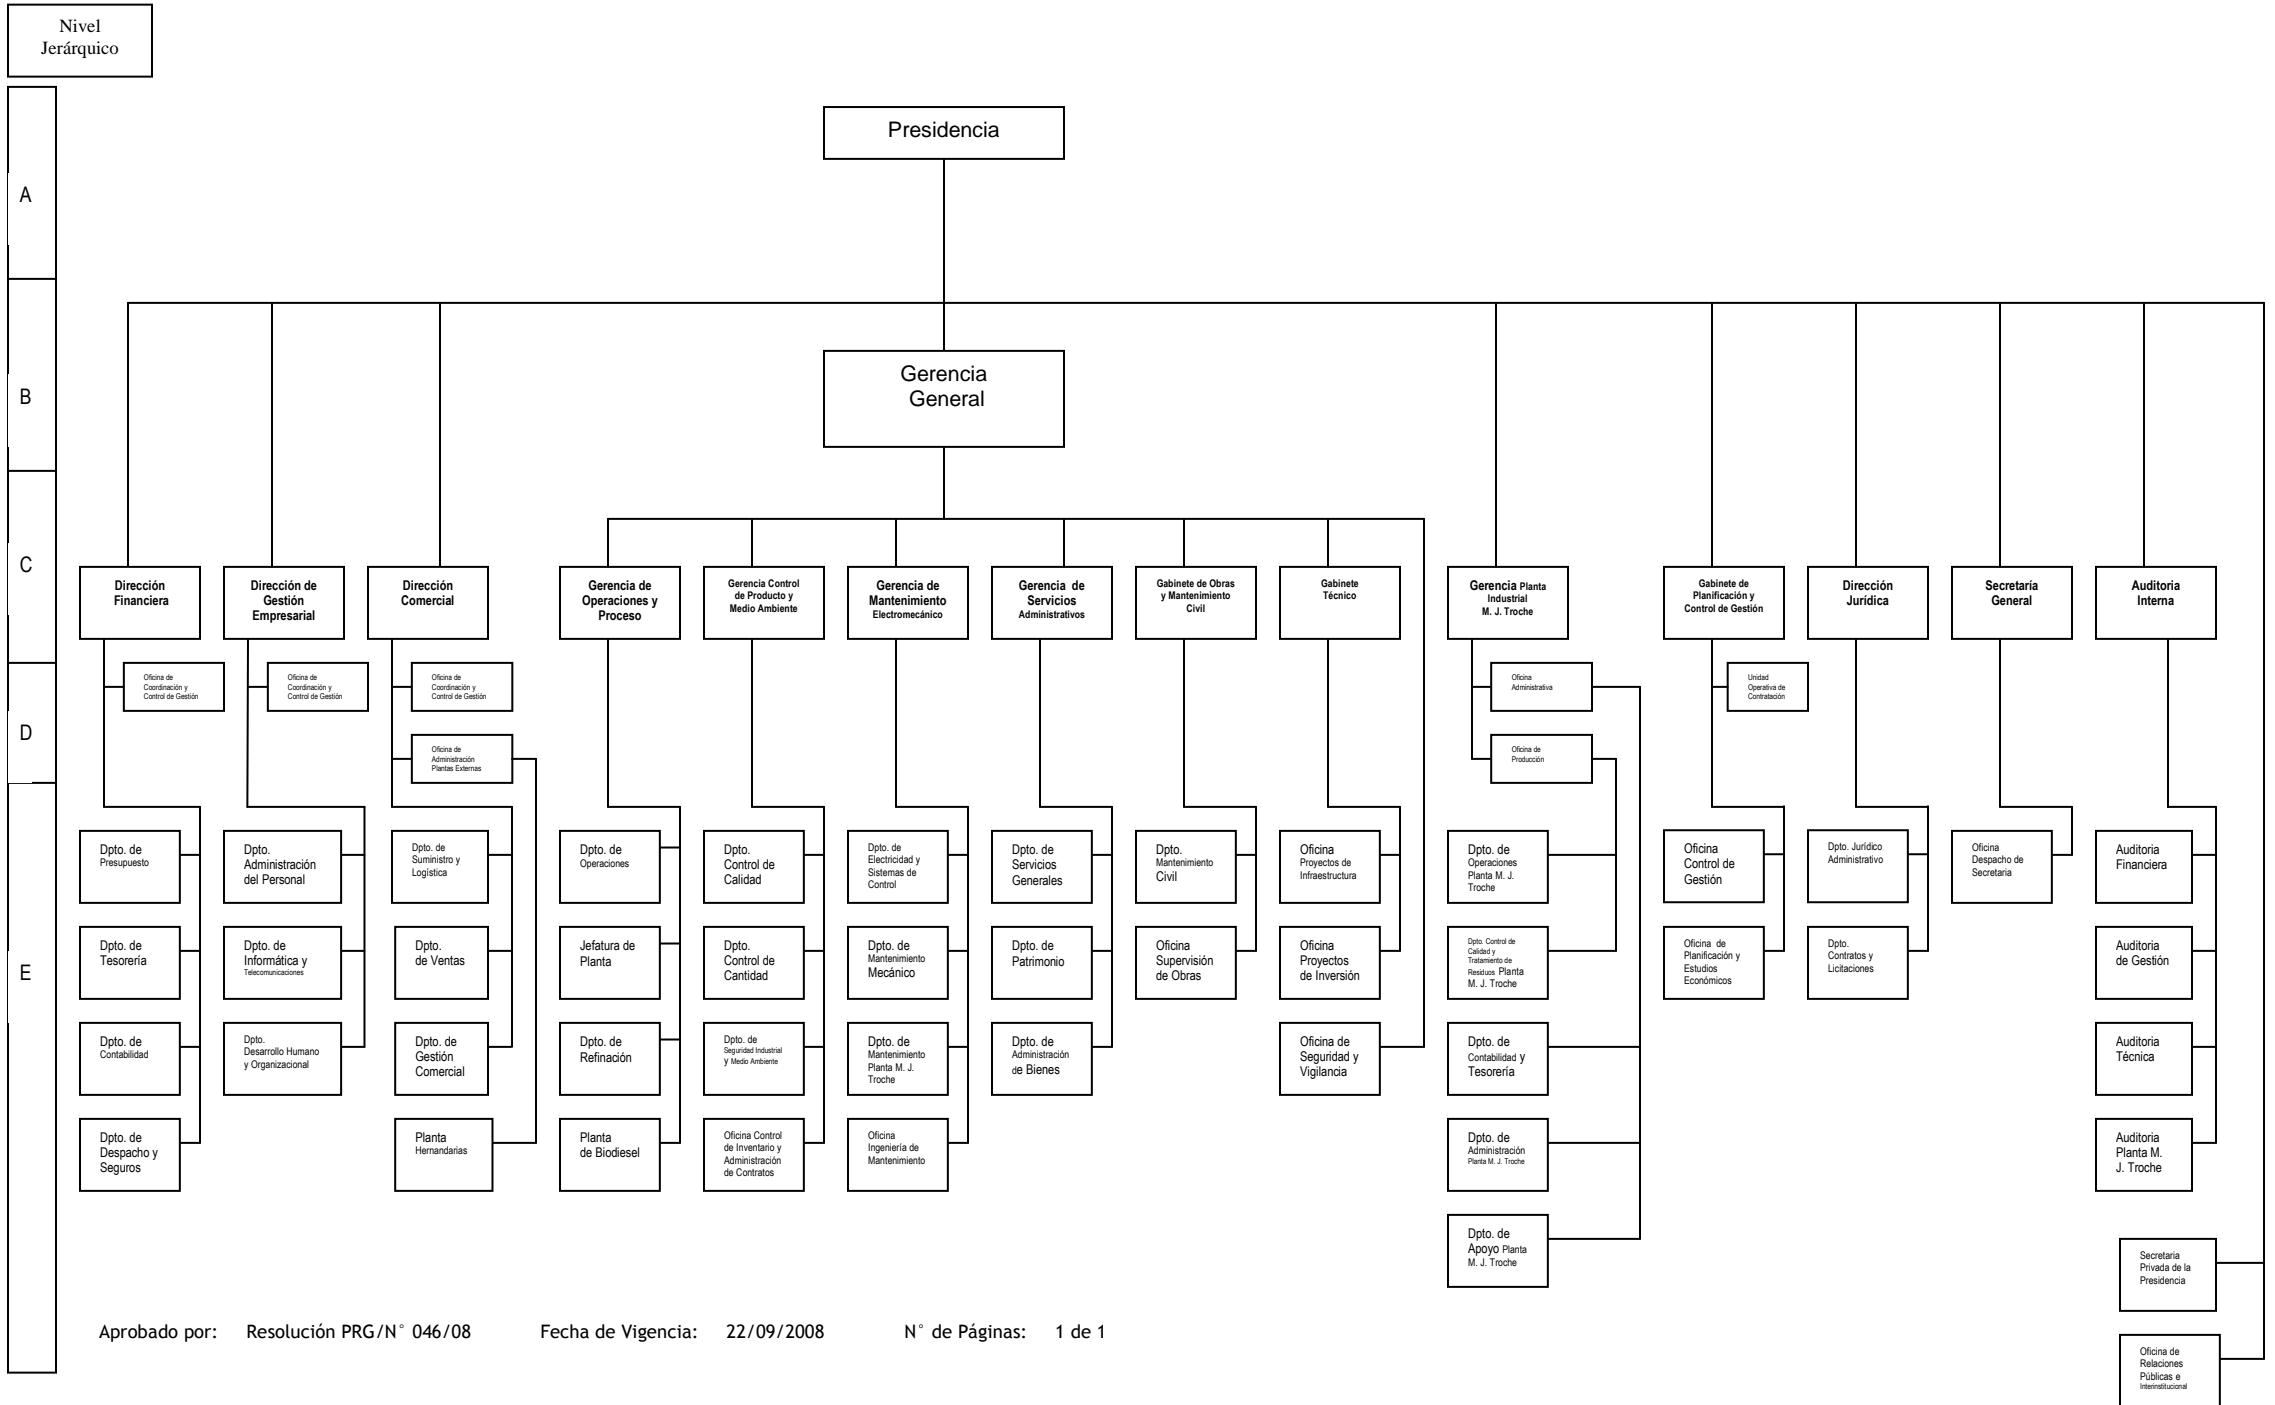 Nivel
Jerárquico
A
B
C
D
E
Presidencia
Gerencia
General
Dirección
Financiera
Dirección de
Gestión
Empresarial
Dirección
Comercial
Gerencia de
Operaciones y
Proceso
Gerencia Control
de Producto y
Medio Ambiente
Gerencia de
Mantenimiento
Electromecánico
Gerencia de
Servicios
Administrativos
Gabinete de Obras
y Mantenimiento
Civil
Gabinete
Técnico
Gerencia Planta
Industrial
M. J. Troche
Gabinete de
Planificación y
Control de Gestión
Dirección
Jurídica
Secretaría
General
Auditoria
Interna
Oficina de
Coordinación y
Control de Gestión
Oficina de
Coordinación y
Control de Gestión
Oficina de
Coordinación y
Control de Gestión
Oficina
Administrativa
Unidad
Operativa de
Contratación
Oficina de
Administración
Plantas Externas
Oficina de
Producción
Dpto. de
Presupuesto
Dpto.
Administración
del Personal
Dpto. de
Suministro y
Logística
Dpto. de
Operaciones
Dpto.
Control de
Calidad
Dpto. de
Electricidad y
Sistemas de
Control
Dpto. de
Servicios
Generales
Dpto.
Mantenimiento
Civil
Oficina
Proyectos de
Infraestructura
Dpto. de
Operaciones
Planta M. J.
Troche
Oficina
Control de
Gestión
Dpto. Jurídico
Administrativo
Oficina
Despacho de
Secretaria
Auditoria
Financiera
Dpto. de
Tesorería
Dpto. de
Informática y
Telecomunicaciones
Dpto.
de Ventas
Jefatura de
Planta
Dpto.
Control de
Cantidad
Dpto. de
Mantenimiento
Mecánico
Dpto. de
Patrimonio
Oficina
Supervisión
de Obras
Oficina
Proyectos
de Inversión
Dpto. Control de
Calidad y
Tratamiento de
Residuos Planta
M. J. Troche
Oficina de
Planificación y
Estudios
Económicos
Dpto.
Contratos y
Licitaciones
Auditoria
de Gestión
Dpto. de
Contabilidad
Dpto.
Desarrollo Humano
y Organizacional
Dpto. de
Gestión
Comercial
Dpto. de
Refinación
Dpto. de
Seguridad Industrial
y Medio Ambiente
Dpto. de
Mantenimiento
Planta M. J.
Troche
Dpto. de
Administración
de Bienes
Oficina de
Seguridad y
Vigilancia
Dpto. de
Contabilidad y
Tesorería
Auditoria
Técnica
Dpto. de
Despacho y
Seguros
Planta
Hernandarias
Planta
de Biodiesel
Oficina Control
de Inventario y
Administración
de Contratos
Oficina
Ingeniería de
Mantenimiento
Dpto. de
Administración
Planta M. J. Troche
Auditoria
Planta M.
J. Troche
Dpto. de
Apoyo Planta
M. J. Troche
Secretaria
Privada de la
Presidencia
Oficina de
Relaciones
Públicas e
Interinstitucional
Aprobado por: Resolución PRG/N° 046/08 Fecha de Vigencia: 22/09/2008 N° de Páginas: 1 de 1